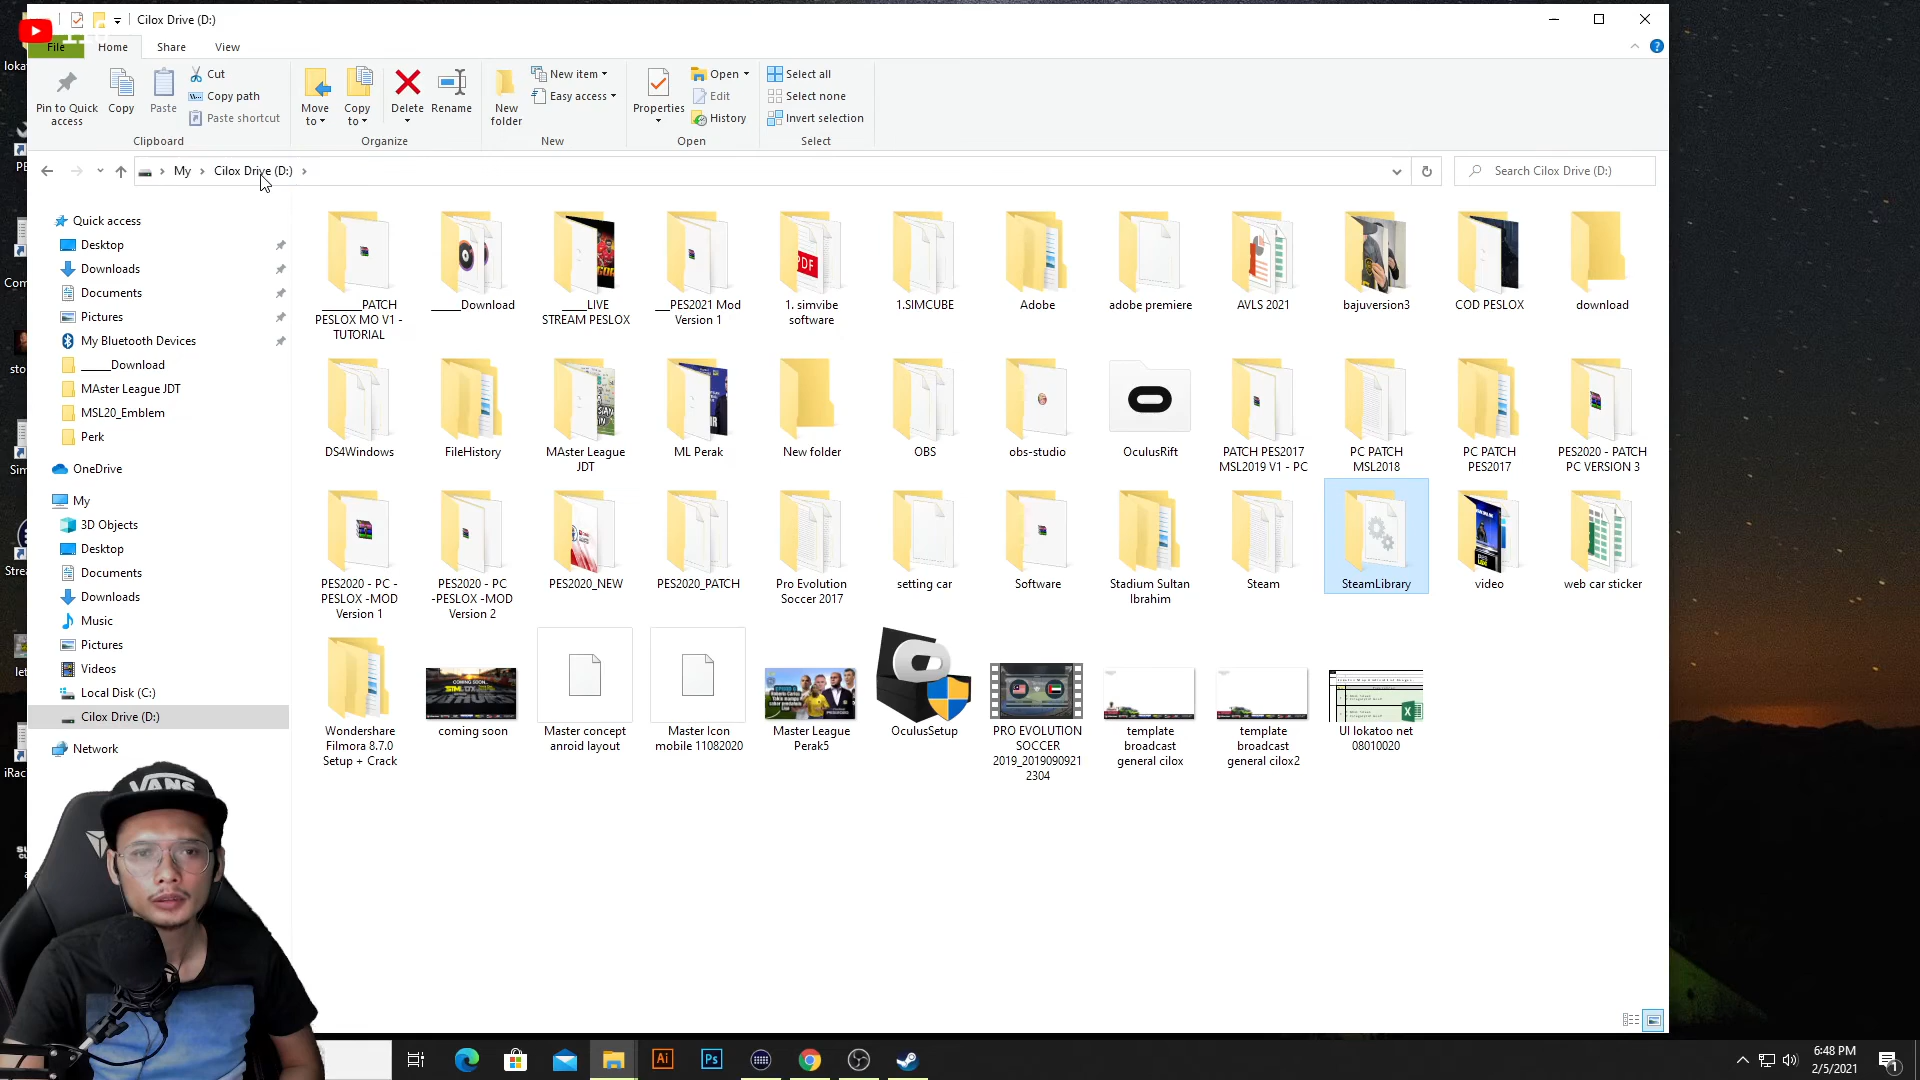 Cilox Drive (D:)
File
Home
Share
View
Pin to Quick access
Copy
Paste
Cut
Copy path
Paste shortcut
Clipboard
Move to
Copy to
Delete
Rename
Organize
New folder
New item
Easy access
New
Properties
Open
Edit
History
Open
Select all
Select none
Invert selection
Select
My
Cilox Drive (D:)
Search Cilox Drive (D:)
Quick access
Desktop
Downloads
Documents
Pictures
My Bluetooth Devices
_____Download
MAster League JDT
MSL20_Emblem
Perk
OneDrive
My
3D Objects
Desktop
Documents
Downloads
Music
Pictures
Videos
Local Disk (C:)
Cilox Drive (D:)
Network
_______PATCH
PESLOX MO V1 -
TUTORIAL
_____Download
____LIVE
STREAM PESLOX
___PES2021 Mod
Version 1
1. simvibe
software
1.SIMCUBE
Adobe
adobe premiere
AVLS 2021
bajuversion3
COD PESLOX
download
DS4Windows
FileHistory
MAster League
JDT
ML Perak
New folder
OBS
obs-studio
OculusRift
PATCH PES2017
MSL2019 V1 - PC
PC PATCH
MSL2018
PC PATCH
PES2017
PES2020 - PATCH
PC VERSION 3
PES2020 - PC -
PESLOX -MOD
Version 1
PES2020 - PC
-PESLOX -MOD
Version 2
PES2020_NEW
PES2020_PATCH
Pro Evolution
Soccer 2017
setting car
Software
Stadium Sultan
Ibrahim
Steam
SteamLibrary
video
web car sticker
Wondershare
Filmora 8.7.0
Setup + Crack
coming soon
Master concept
anroid layout
Master Icon
mobile 11082020
Master League
Perak5
OculusSetup
PRO EVOLUTION
SOCCER
2019_2019090921
2304
template
broadcast
general cilox
template
broadcast
general cilox2
UI lokatoo net
08010020
PDF
VANS
Ai
Ps
6:48 PM
2/5/2021
1